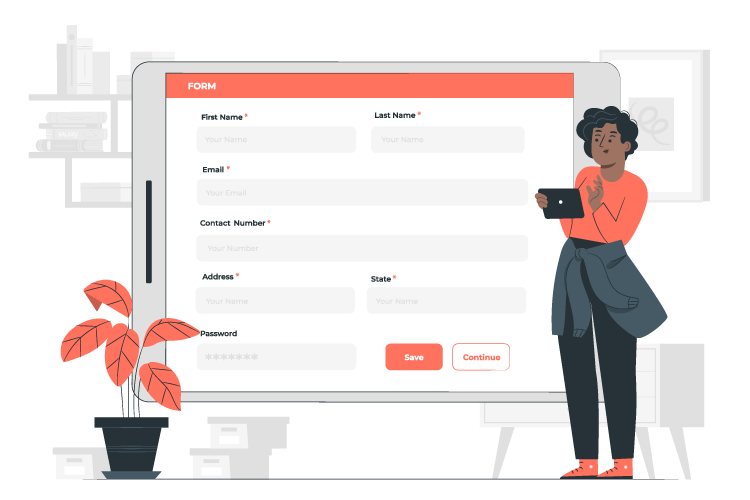 FORM
First Name *
Last Name *
Your Name
Your Name
Email *
Your Email
Contact Number *
Your Number
Address *
State *
Your Name
Your Name
Password
*******
Save
Continue